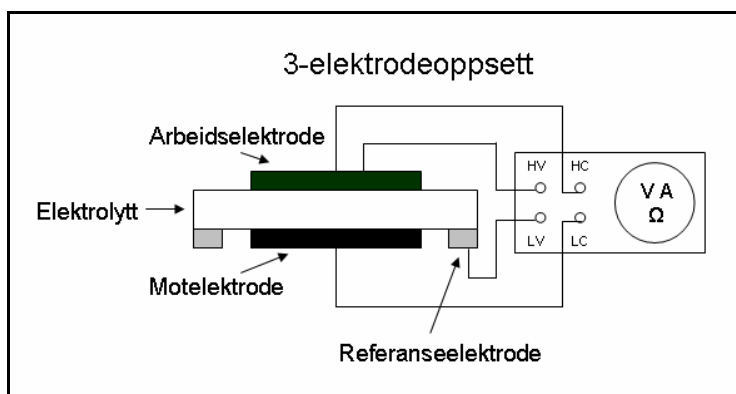 3-elektrodeoppsett
Arbeidselektrode
HV HC
V A
Ω
Elektrolytt
LV LC
Motelektrode
Referanseelektrode